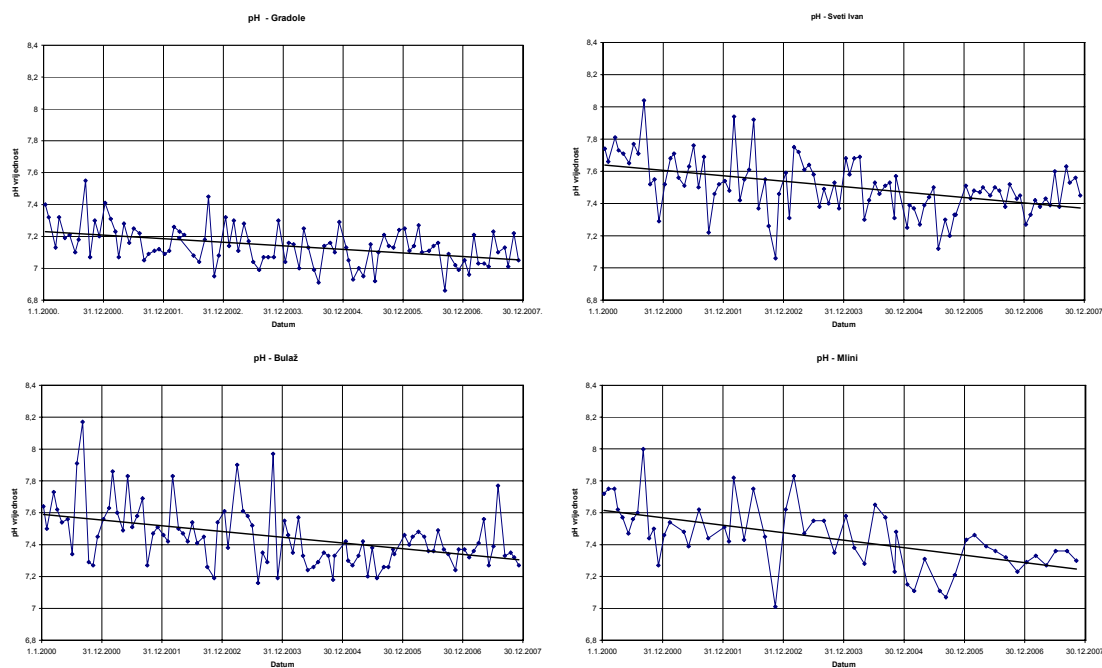 pH - Gradole
8,4
8,2
8
7,8
7,6
7,4
7,2
7
6,8
pH vrijednost
1.1.2000. 31.12.2000. 31.12.2001. 31.12.2002. 31.12.2003. 30.12.2004. 30.12.2005. 30.12.2006. 30.12.2007.
Datum
pH - Sveti Ivan
8,4
8,2
8
7,8
7,6
7,4
7,2
7
6,8
pH vrijednost
1.1.2000 31.12.2000 31.12.2001 31.12.2002 31.12.2003 30.12.2004 30.12.2005 30.12.2006 30.12.2007
Datum
pH - Bulaž
8,4
8,2
8
7,8
7,6
7,4
7,2
7
6,8
pH vrijednost
1.1.2000 31.12.2000 31.12.2001 31.12.2002 31.12.2003 30.12.2004 30.12.2005 30.12.2006 30.12.2007
Datum
pH - Mlini
8,4
8,2
8
7,8
7,6
7,4
7,2
7
6,8
pH vrijednost
1.1.2000 31.12.2000 31.12.2001 31.12.2002 31.12.2003 30.12.2004 30.12.2005 30.12.2006 30.12.2007
Datum